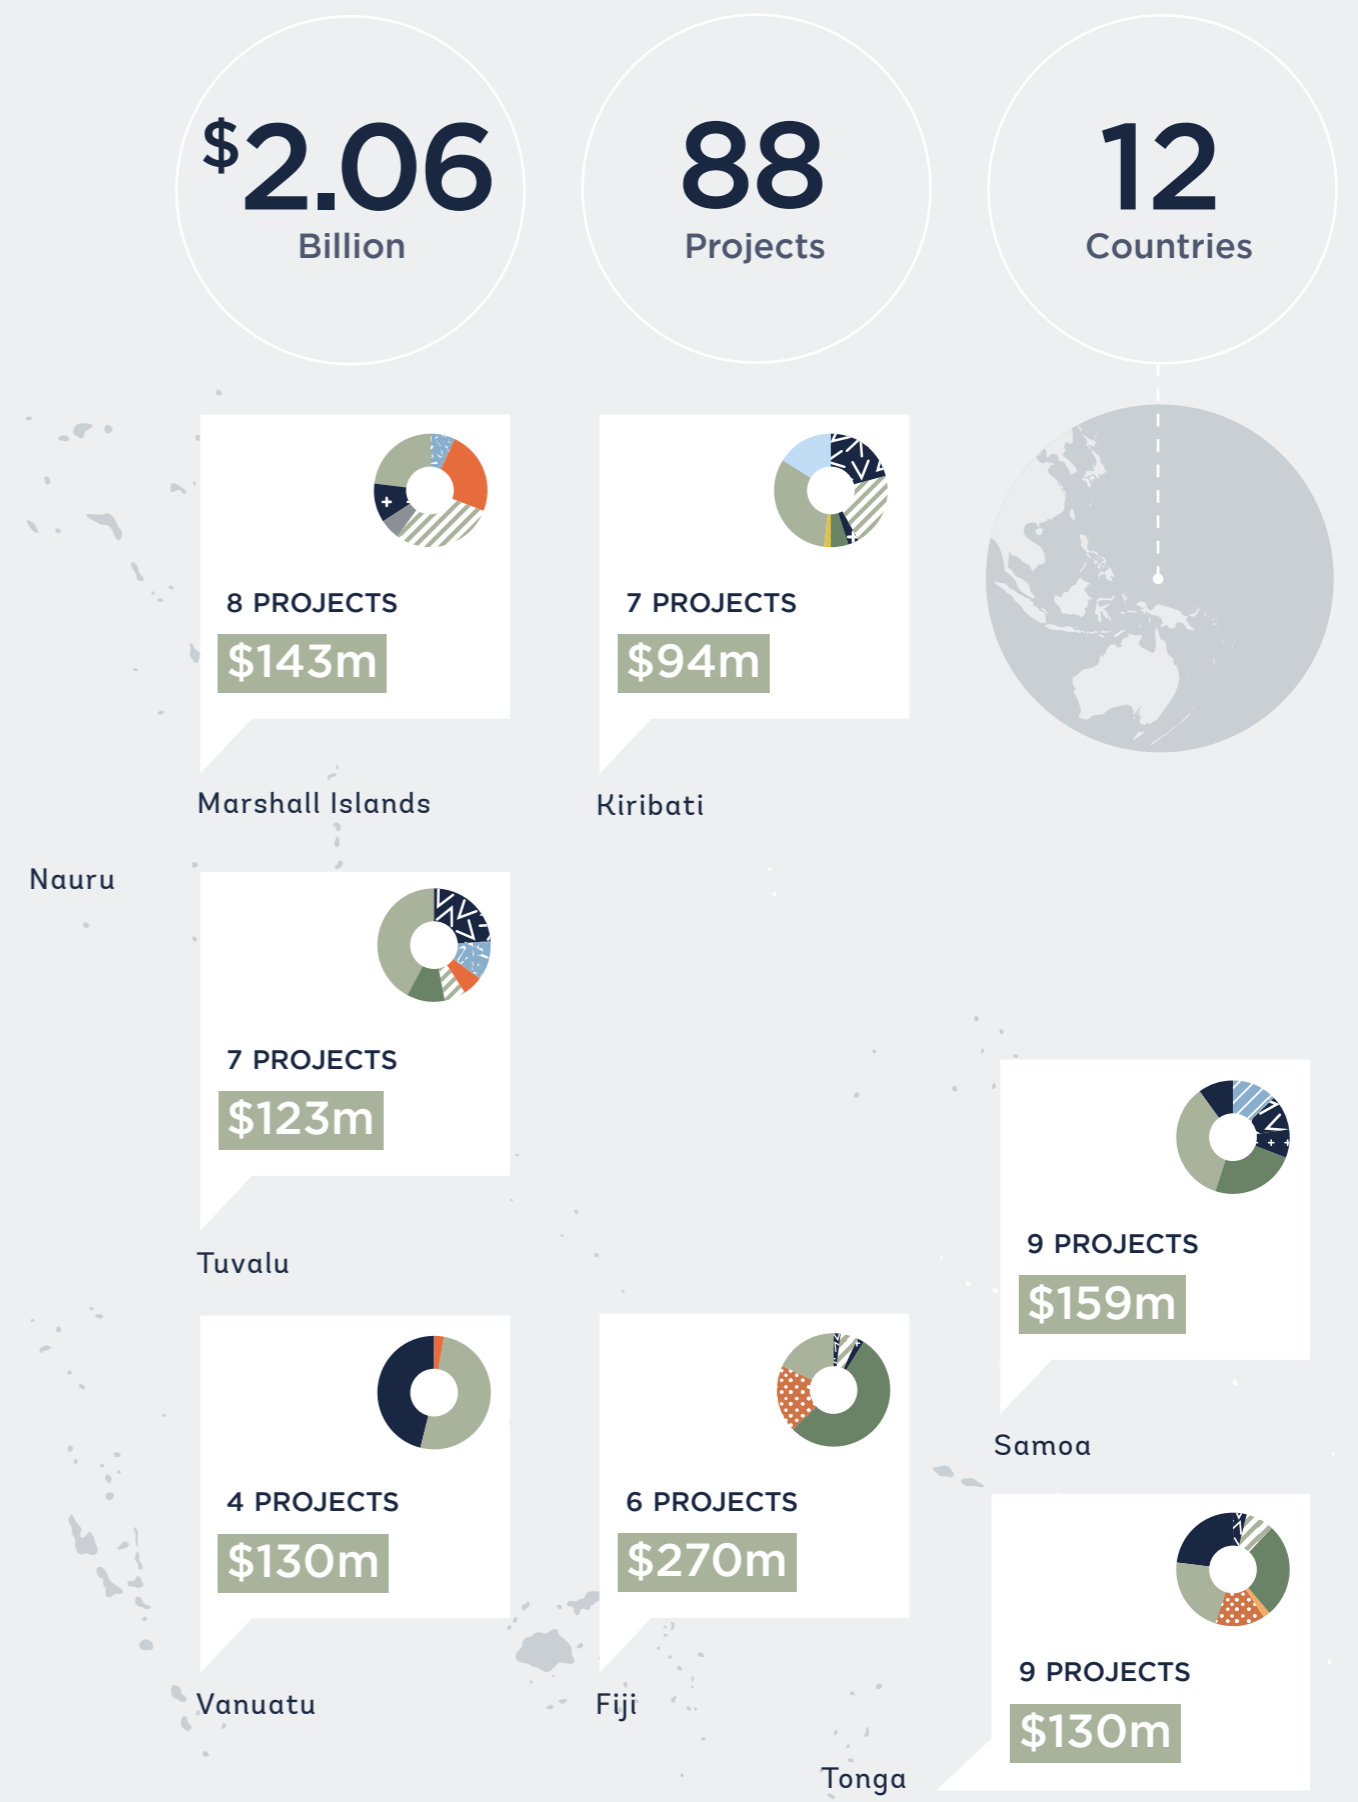 $2.06
Billion
88
Projects
12
Countries
8 PROJECTS
$143m
Marshall Islands
7 PROJECTS
$94m
Kiribati
Nauru
7 PROJECTS
$123m
Tuvalu
9 PROJECTS
$159m
Samoa
4 PROJECTS
$130m
Vanuatu
6 PROJECTS
$270m
Fiji
9 PROJECTS
$130m
Tonga